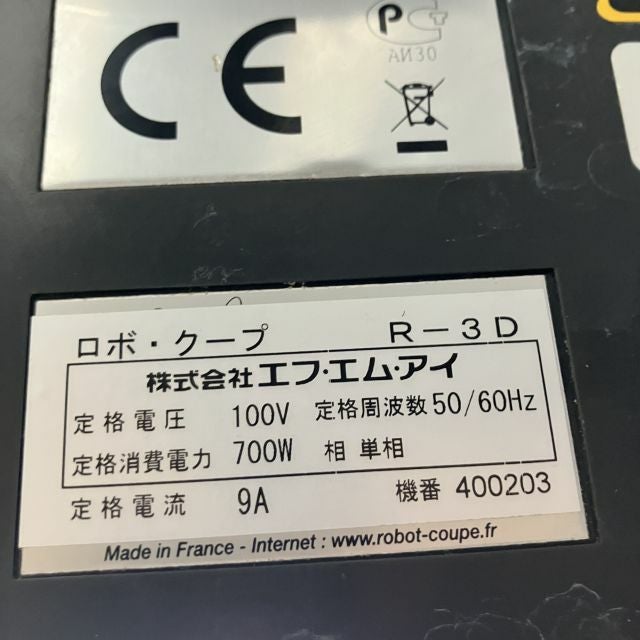 CE
АИ30
ロボ・クープ R-3D
株式会社エフ・エム・アイ
定格電圧 100V 定格周波数 50/60Hz
定格消費電力 700W 相 単相
定格電流 9A 機番 400203
Made in France - Internet : www.robot-coupe.fr